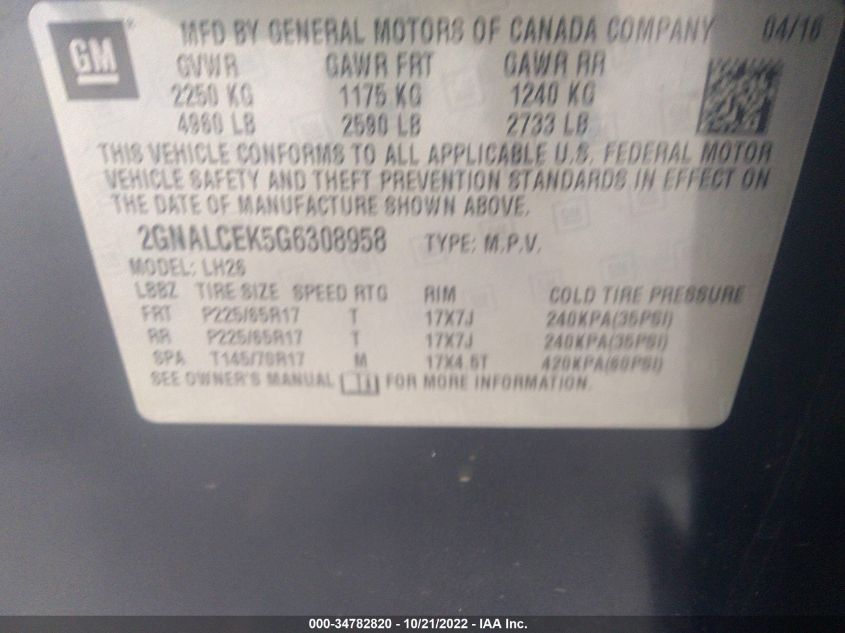 GM
MFD BY GENERAL MOTORS OF CANADA COMPANY 04/16
GVWR GAWR FRT GAWR RR
2250 KG 1175 KG 1240 KG
4960 LB 2590 LB 2733 LB
THIS VEHICLE CONFORMS TO ALL APPLICABLE U.S. FEDERAL MOTOR
VEHICLE SAFETY AND THEFT PREVENTION STANDARDS IN EFFECT ON
THE DATE OF MANUFACTURE SHOWN ABOVE.
2GNALCEK5G6308958 TYPE: M.P.V.
MODEL: LH26
LBBZ TIRE SIZE SPEED RTG RIM COLD TIRE PRESSURE
FRT P225/65R17 T 17X7J 240KPA(35PSI)
RR P225/65R17 T 17X7J 240KPA(35PSI)
SPA T145/70R17 M 17X4.5T 420KPA(60PSI)
SEE OWNER'S MANUAL FOR MORE INFORMATION.
000-34782820 - 10/21/2022 - IAA Inc.